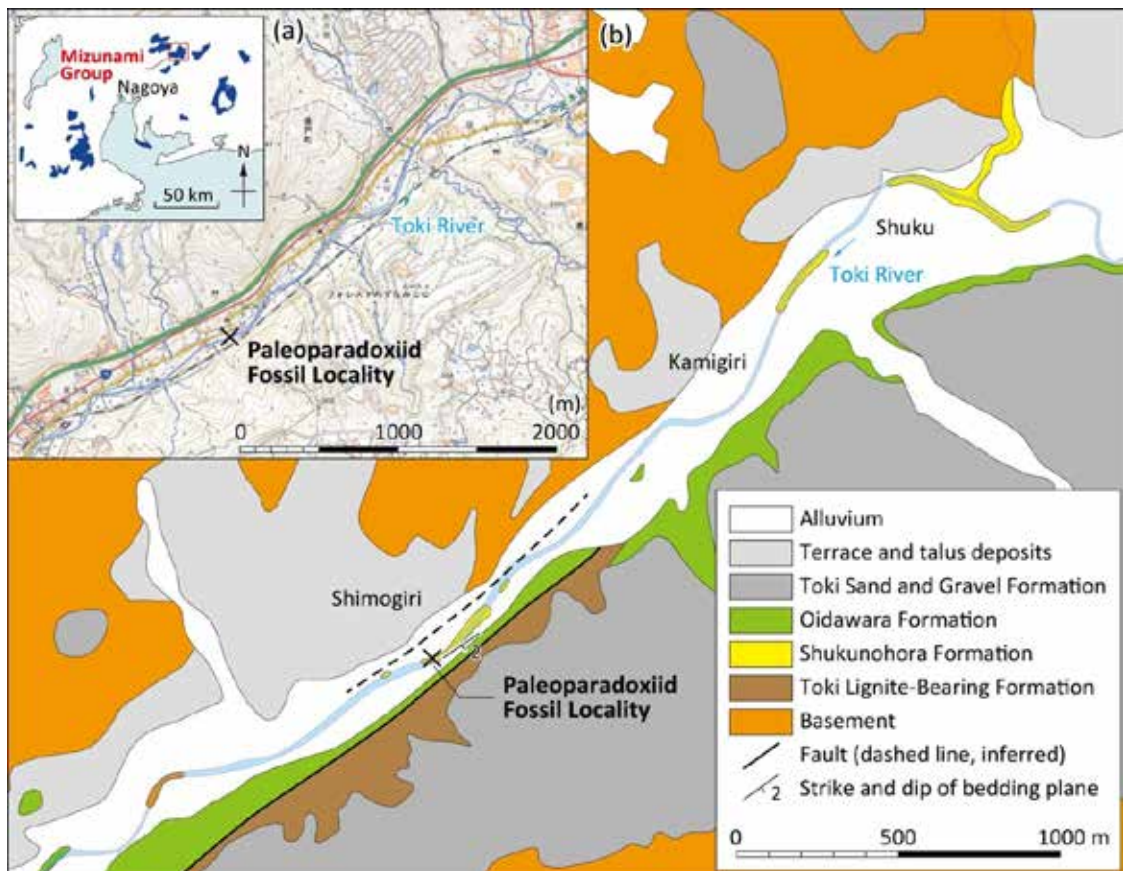 (a)
Mizunami
Group
Nagoya
N
50 km
Toki River
Paleoparadoxiid
Fossil Locality
(m)
0 1000 2000
(b)
Shuku
Toki River
Kamigiri
Shimogiri
2
Paleoparadoxiid
Fossil Locality
Alluvium
Terrace and talus deposits
Toki Sand and Gravel Formation
Oidawara Formation
Shukunohora Formation
Toki Lignite-Bearing Formation
Basement
Fault (dashed line, inferred)
2 Strike and dip of bedding plane
0 500 1000 m